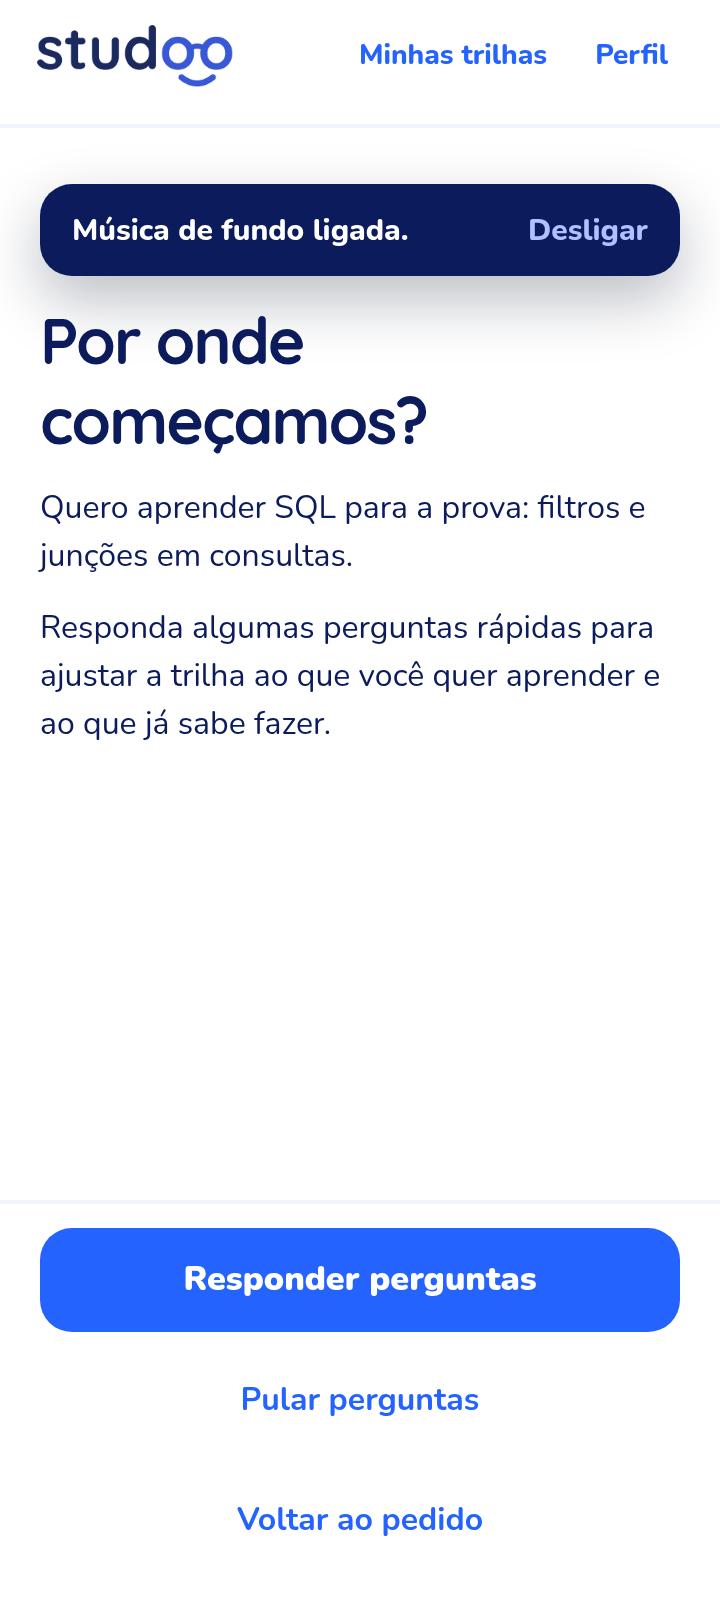 studoo
Minhas trilhas
Perfil
Música de fundo ligada.
Desligar
Por onde
começamos?
Quero aprender SQL para a prova: filtros e
junções em consultas.
Responda algumas perguntas rápidas para
ajustar a trilha ao que você quer aprender e
ao que já sabe fazer.
Responder perguntas
Pular perguntas
Voltar ao pedido